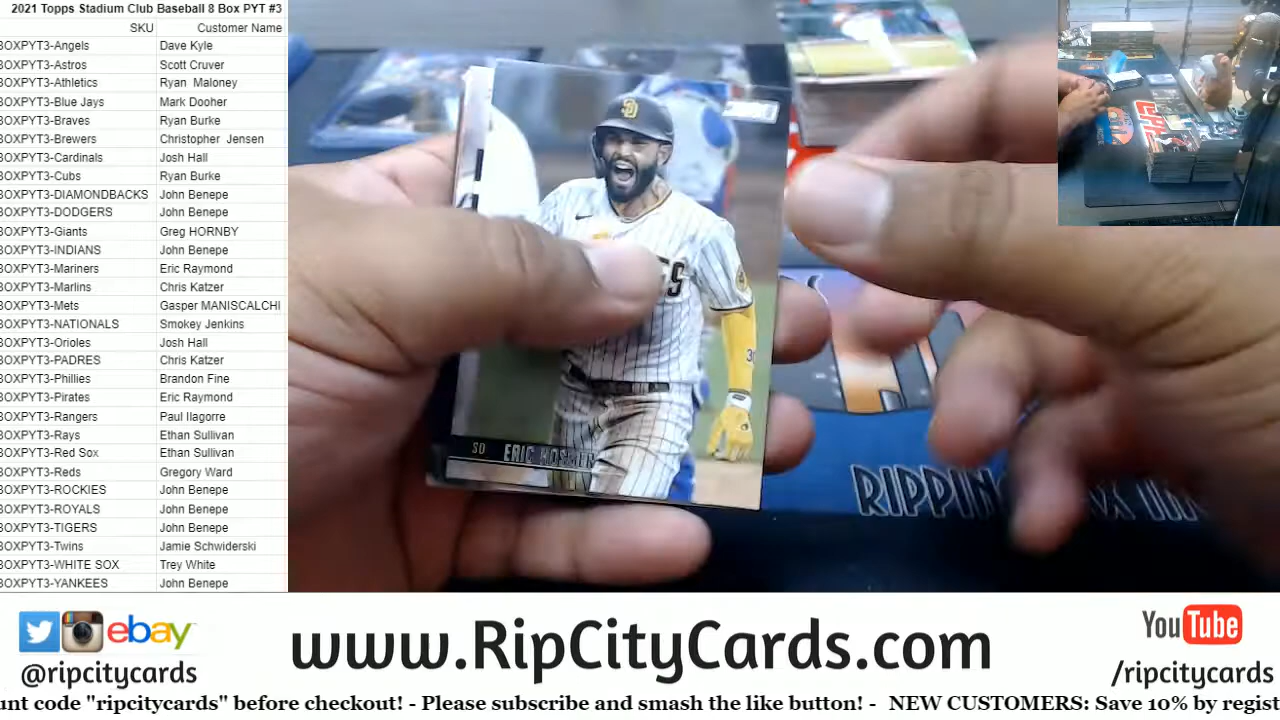 2021 Topps Stadium Club Baseball 8 Box PYT #3
SKU Customer Name
BOXPYT3-Angels Dave Kyle
BOXPYT3-Astros Scott Cruver
BOXPYT3-Athletics Ryan Maloney
BOXPYT3-Blue Jays Mark Dooher
BOXPYT3-Braves Ryan Burke
BOXPYT3-Brewers Christopher Jensen
BOXPYT3-Cardinals Josh Hall
BOXPYT3-Cubs Ryan Burke
BOXPYT3-DIAMONDBACKS John Benepe
BOXPYT3-DODGERS John Benepe
BOXPYT3-Giants Greg HORNBY
BOXPYT3-INDIANS John Benepe
BOXPYT3-Mariners Eric Raymond
BOXPYT3-Marlins Chris Katzer
BOXPYT3-Mets Gasper MANISCALCHI
BOXPYT3-NATIONALS Smokey Jenkins
BOXPYT3-Orioles Josh Hall
BOXPYT3-PADRES Chris Katzer
BOXPYT3-Phillies Brandon Fine
BOXPYT3-Pirates Eric Raymond
BOXPYT3-Rangers Paul Ilagorre
BOXPYT3-Rays Ethan Sullivan
BOXPYT3-Red Sox Ethan Sullivan
BOXPYT3-Reds Gregory Ward
BOXPYT3-ROCKIES John Benepe
BOXPYT3-ROYALS John Benepe
BOXPYT3-TIGERS John Benepe
BOXPYT3-Twins Jamie Schwiderski
BOXPYT3-WHITE SOX Trey White
BOXPYT3-YANKEES John Benepe
SD ERIC HOSMER
RIPPIN
ebay
@ripcitycards
www.RipCityCards.com
YouTube
/ripcitycards
unt code "ripcitycards" before checkout! - Please subscribe and smash the like button! - NEW CUSTOMERS: Save 10% by regist